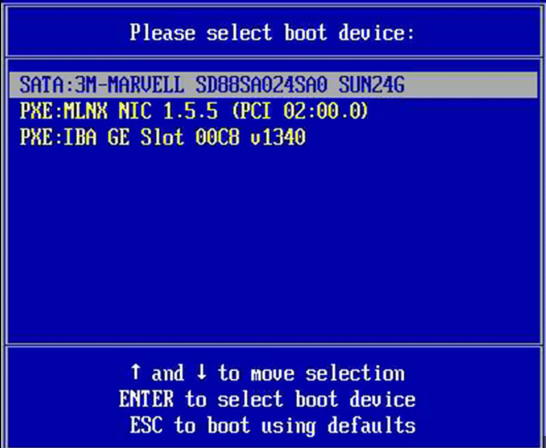 Please select boot device:
SATA:3M-MARVELL SD88SA024SA0 SUN24G
PXE:MLNX NIC 1.5.5 (PCI 02:00.0)
PXE:IBA GE Slot 00C8 v1340
↑ and ↓ to move selection
ENTER to select boot device
ESC to boot using defaults